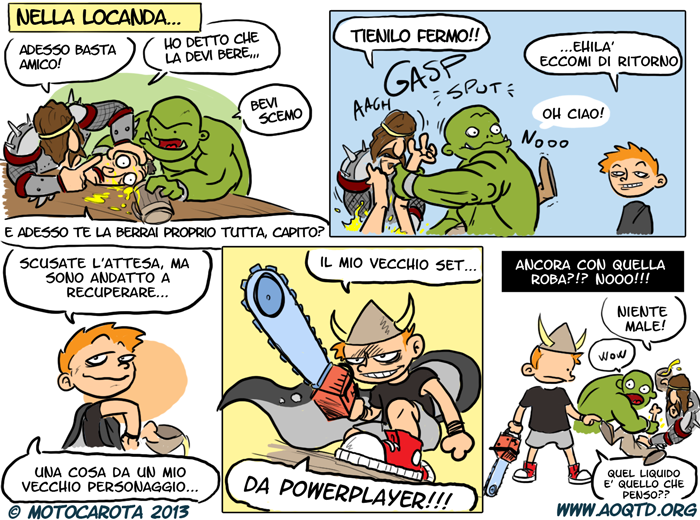 NELLA LOCANDA...
ADESSO BASTA
AMICO!
HO DETTO CHE
LA DEVI BERE,,,
BEVI
SCEMO
E ADESSO TE LA BERRAI PROPRIO TUTTA, CAPITO?
TIENILO FERMO!!
GASP
SPUT
AACH
...EHILA'
ECCOMI DI RITORNO
OH CIAO!
NOOO
SCUSATE L'ATTESA, MA
SONO ANDATTO A
RECUPERARE...
UNA COSA DA UN MIO
VECCHIO PERSONAGGIO...
IL MIO VECCHIO SET...
DA POWERPLAYER!!!
ANCORA CON QUELLA
ROBA?!? NOOO!!!
NIENTE
MALE!
WOW
QUEL LIQUIDO
E' QUELLO CHE
PENSO??
© MOTOCAROTA 2013
WWW.AOQTD.ORG